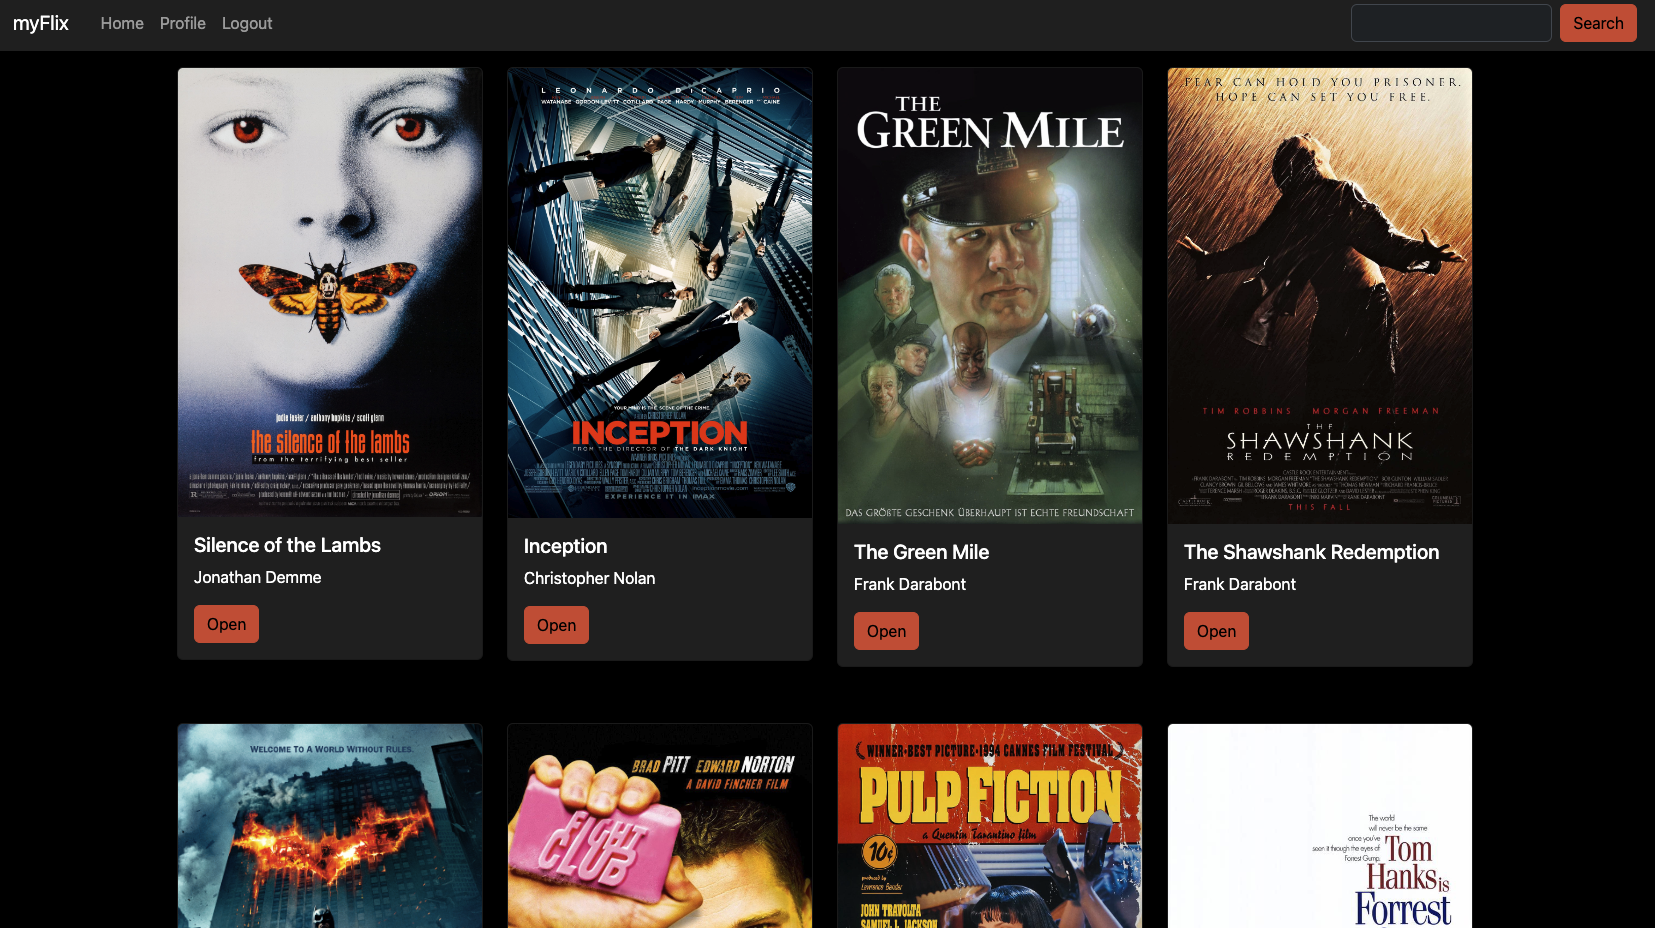 myFlix
Home Profile Logout
Search
jodie foster / anthony hopkins / scott glenn
the silence of the lambs
from the terrifying best seller
Silence of the Lambs
Jonathan Demme
Open
LEONARDO DICAPRIO
WATANABE GORDON-LEVITT COTILLARD PAGE HARDY MURPHY BERENGER AND CAINE
YOUR MIND IS THE SCENE OF THE CRIME.
INCEPTION
FROM THE DIRECTOR OF THE DARK KNIGHT
EXPERIENCE IT IN IMAX
Inception
Christopher Nolan
Open
THE
GREEN MILE
DAS GRÖßTE GESCHENK ÜBERHAUPT IST ECHTE FREUNDSCHAFT
The Green Mile
Frank Darabont
Open
FEAR CAN HOLD YOU PRISONER.
HOPE CAN SET YOU FREE.
TIM ROBBINS MORGAN FREEMAN
THE
SHAWSHANK
REDEMPTION
THIS FALL
The Shawshank Redemption
Frank Darabont
Open
WELCOME TO A WORLD WITHOUT RULES.
BRAD PITT EDWARD NORTON
A DAVID FINCHER FILM
FIGHT
CLUB
WINNER•BEST PICTURE•1994 CANNES FILM FESTIVAL
PULP FICTION
a Quentin Tarantino film
10¢
produced by
Lawrence Bender
JOHN TRAVOLTA
SAMUEL L. JACKSON
The world
will never be the same
once you've
seen it through the eyes of
Forrest Gump.
Tom
Hanks is
Forrest